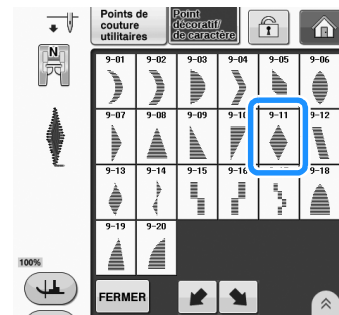 Points de
couture
utilitaires
Point
décoratif/
de caractère
N
9-01 9-02 9-03 9-04 9-05 9-06
9-07 9-08 9-09 9-10 9-11 9-12
9-13 9-14 9-15 9-16 9-18
9-19 9-20
100%
FERMER